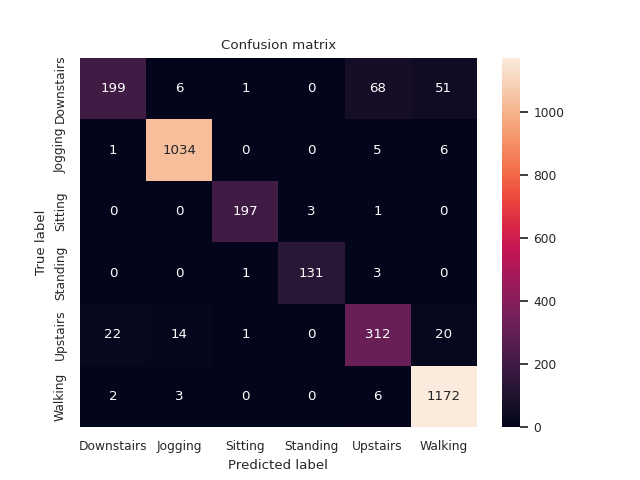 Confusion matrix
True label
Downstairs 199 6 1 0 68 51
Jogging 1 1034 0 0 5 6
Sitting 0 0 197 3 1 0
Standing 0 0 1 131 3 0
Upstairs 22 14 1 0 312 20
Walking 2 3 0 0 6 1172
Downstairs Jogging Sitting Standing Upstairs Walking
Predicted label
1000
800
600
400
200
0